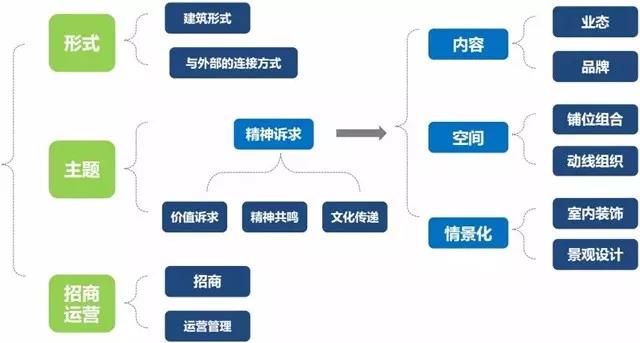 形式
建筑形式
与外部的连接方式
主题
精神诉求
价值诉求
精神共鸣
文化传递
招商
运营
招商
运营管理
内容
业态
品牌
空间
铺位组合
动线组织
情景化
室内装饰
景观设计